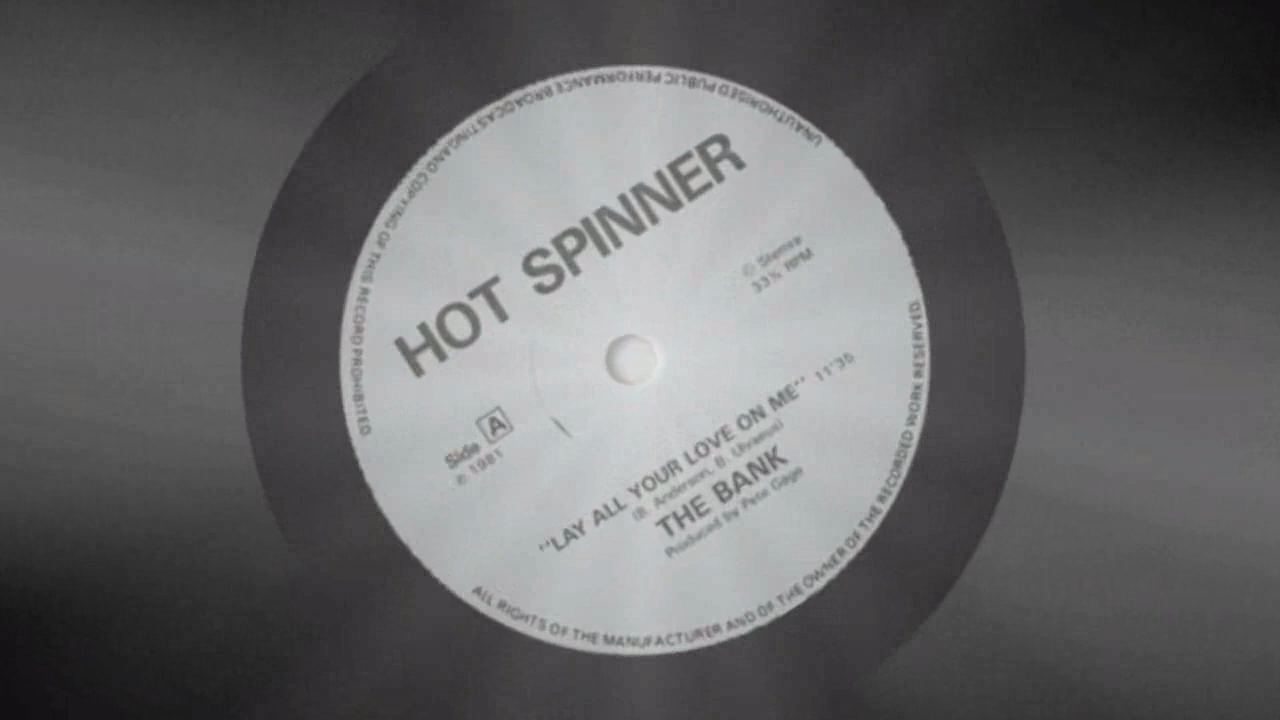 UNAUTHORISED PUBLIC PERFORMANCE BROADCASTING AND COPYING OF THIS RECORD PROHIBITED
HOT SPINNER
© Stemra
33⅓ RPM
Side A
℗ 1981
"LAY ALL YOUR LOVE ON ME" 11'35
(B. Anderson, B. Ulvaeus)
THE BANK
Produced by Pete Gage
ALL RIGHTS OF THE MANUFACTURER AND OF THE OWNER OF THE RECORDED WORK RESERVED